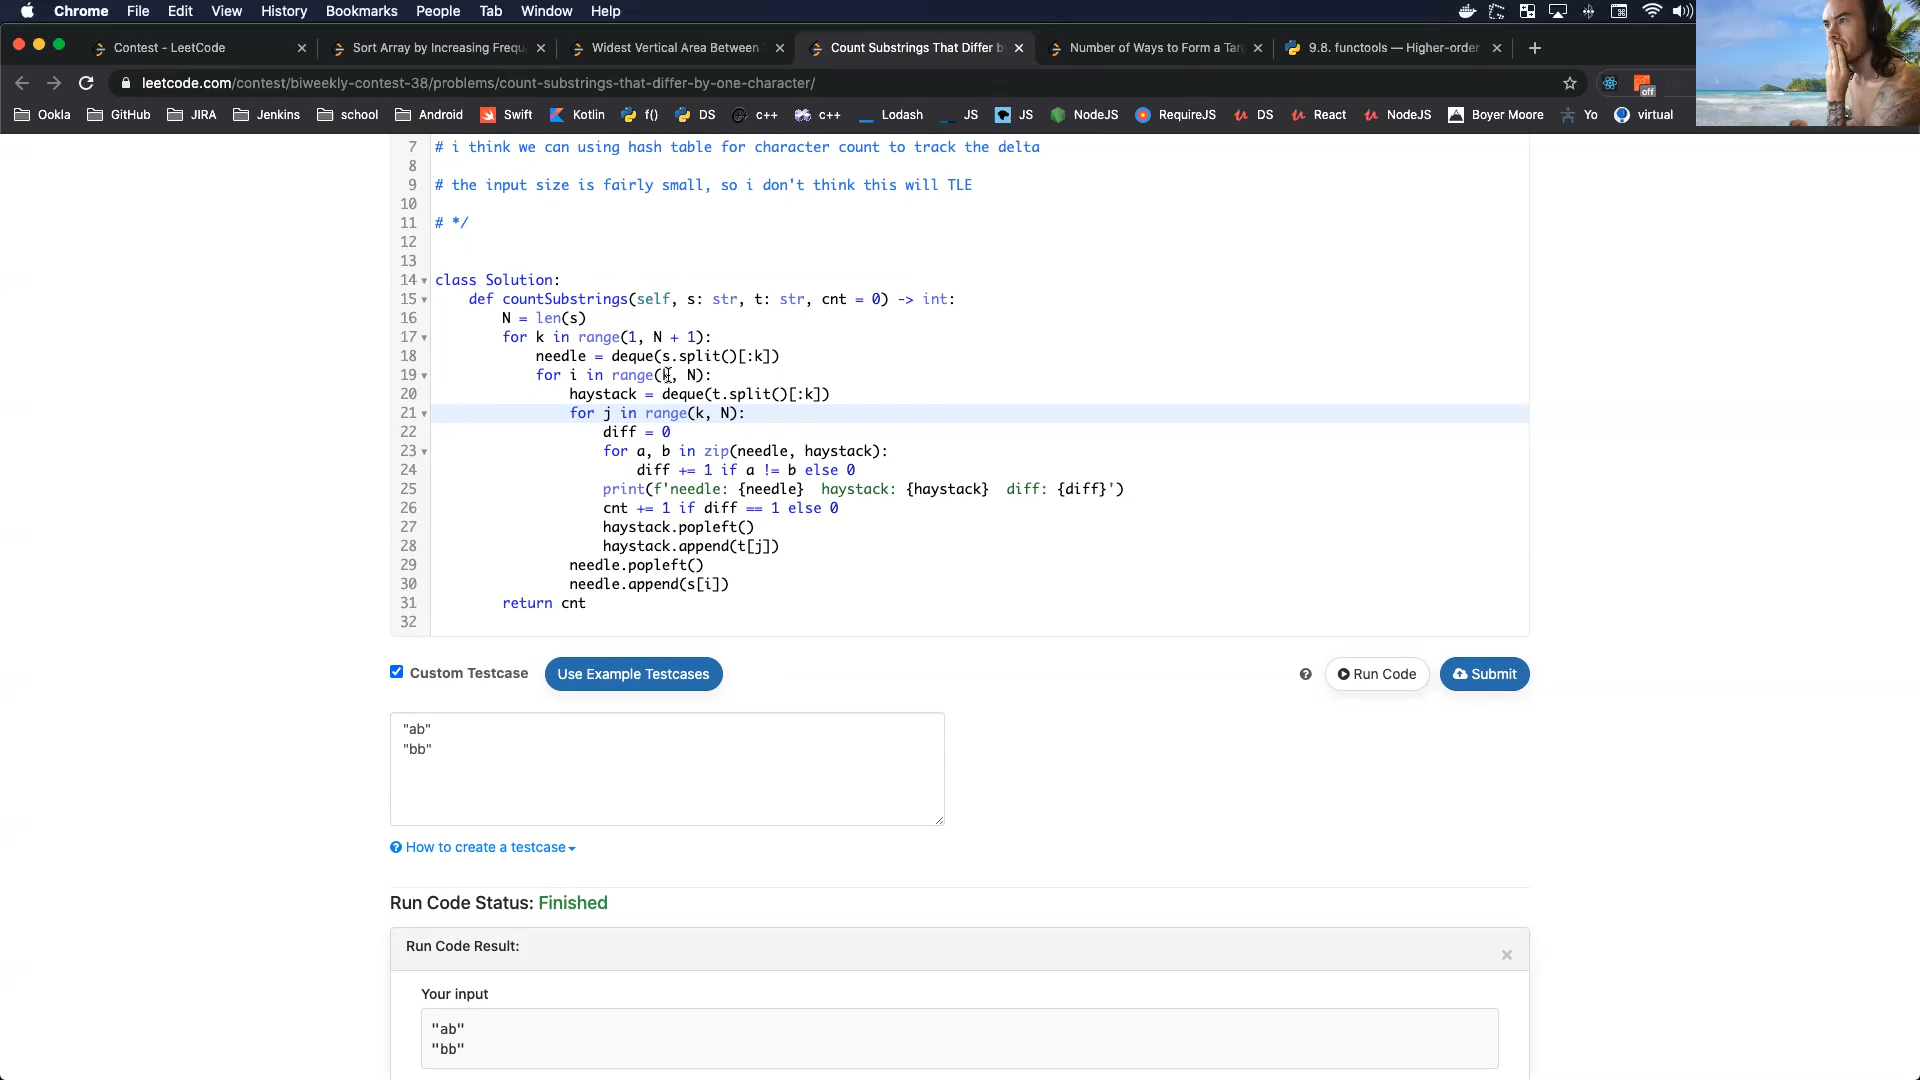 Chrome File Edit View History Bookmarks People Tab Window Help
Contest - LeetCode
Sort Array by Increasing Frequ
Widest Vertical Area Between
Count Substrings That Differ b
Number of Ways to Form a Tar
9.8. functools — Higher-order
leetcode.com/contest/biweekly-contest-38/problems/count-substrings-that-differ-by-one-character/
off
Ookla GitHub JIRA Jenkins school Android Swift Kotlin f() DS c++ c++ Lodash JS JS NodeJS RequireJS DS React NodeJS Boyer Moore Yo virtual
7 # i think we can using hash table for character count to track the delta
8
9 # the input size is fairly small, so i don't think this will TLE
10
11 # */
12
13
14 class Solution:
15 def countSubstrings(self, s: str, t: str, cnt = 0) -> int:
16 N = len(s)
17 for k in range(1, N + 1):
18 needle = deque(s.split()[:k])
19 for i in range(k, N):
20 haystack = deque(t.split()[:k])
21 for j in range(k, N):
22 diff = 0
23 for a, b in zip(needle, haystack):
24 diff += 1 if a != b else 0
25 print(f'needle: {needle}  haystack: {haystack}  diff: {diff}')
26 cnt += 1 if diff == 1 else 0
27 haystack.popleft()
28 haystack.append(t[j])
29 needle.popleft()
30 needle.append(s[i])
31 return cnt
32
Custom Testcase
Use Example Testcases
Run Code
Submit
"ab"
"bb"
How to create a testcase
Run Code Status: Finished
Run Code Result:
Your input
"ab"
"bb"